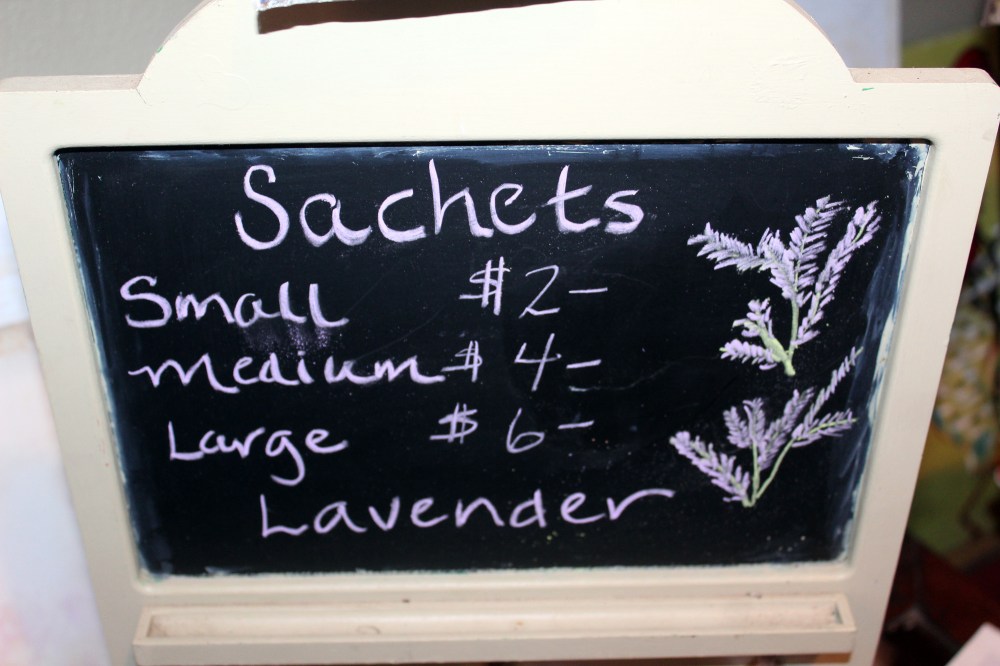 Sachets
Small $2-
medium $4-
Large $6-
Lavender